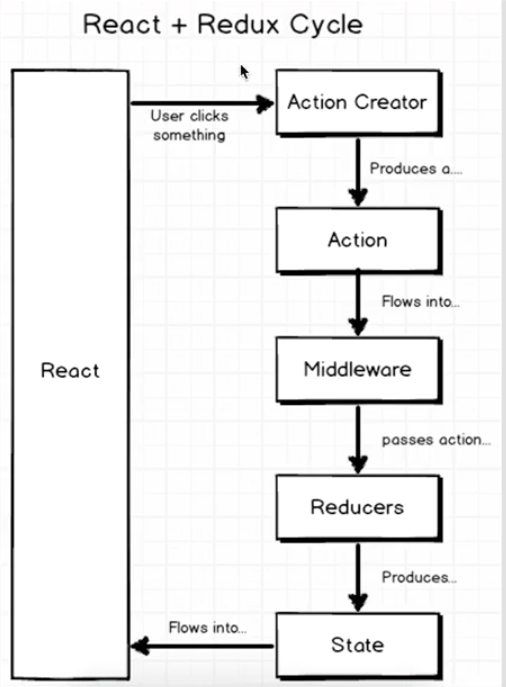 React + Redux Cycle
Action Creator
User clicks
something
Produces a....
Action
Flows into...
React
Middleware
passes action...
Reducers
Produces...
Flows into...
State